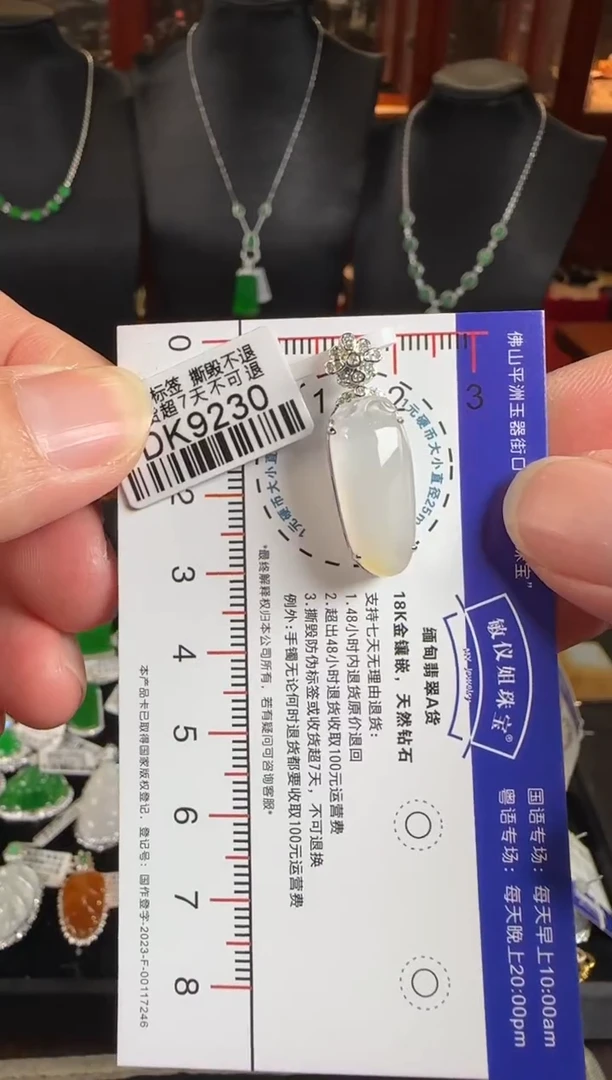 标签 撕毁不退
超7天不可退
DK9230
0
1
2
3
2
3
4
5
6
7
8
1元硬币大小直径25m
1元硬币大小直
佛山平洲玉器街口
敏仪姐珠宝®
国语专场：每天早上10:00am
粤语专场：每天晚上20:00pm
缅甸翡翠A货
18K金镶嵌，天然钻石
支持七天无理由退货：
1.48小时内退货原价退回
2.超出48小时退货收取100元运营费
3.撕毁防伪标签或收货超7天，不可退换
例外：手镯无论何时退货都要收取100元运营费
*最终解释权归本公司所有，若有疑问可咨询客服*
本产品卡已取得国家版权登记，登记号：国作登字-2023-F-00117246